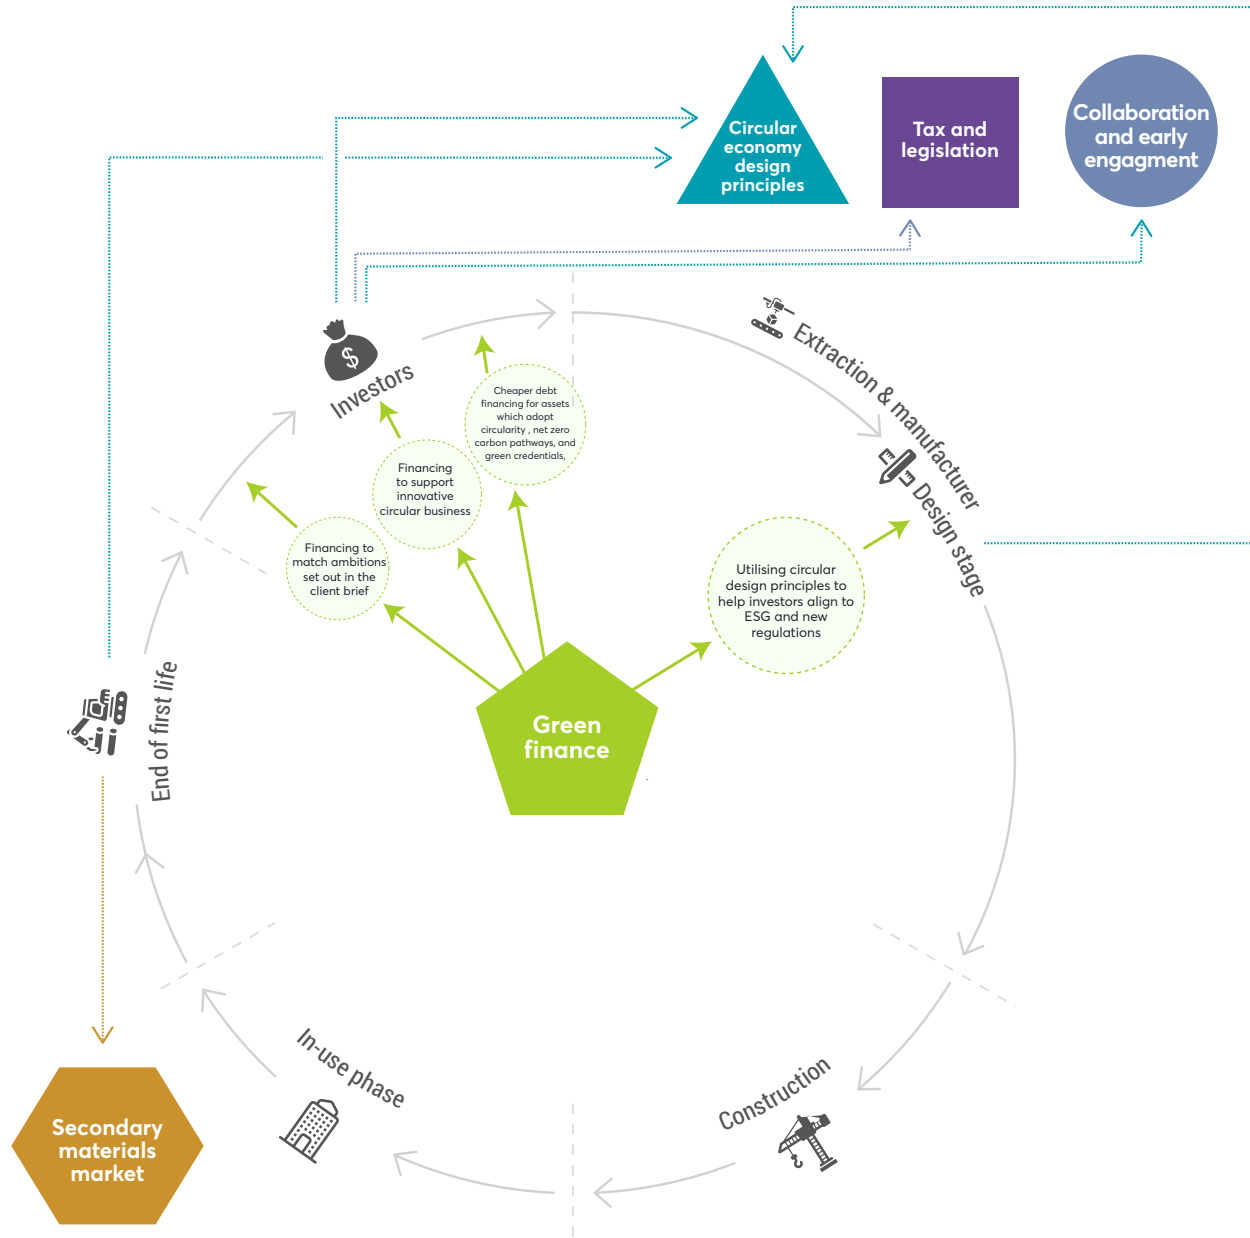 Circular
economy
design
principles
Tax and
legislation
Collaboration
and early
engagment
Extraction & manufacturer
$
Investors
Cheaper debt
financing for assets
which adopt
circularity , net zero
carbon pathways, and
green credentials,
Financing
to support
innovative
circular business
Design stage
Financing to
match ambitions
set out in the
client brief
Utilising circular
design principles to
help investors align to
ESG and new
regulations
End of first life
Green
finance
In-use phase
Construction
Secondary
materials
market